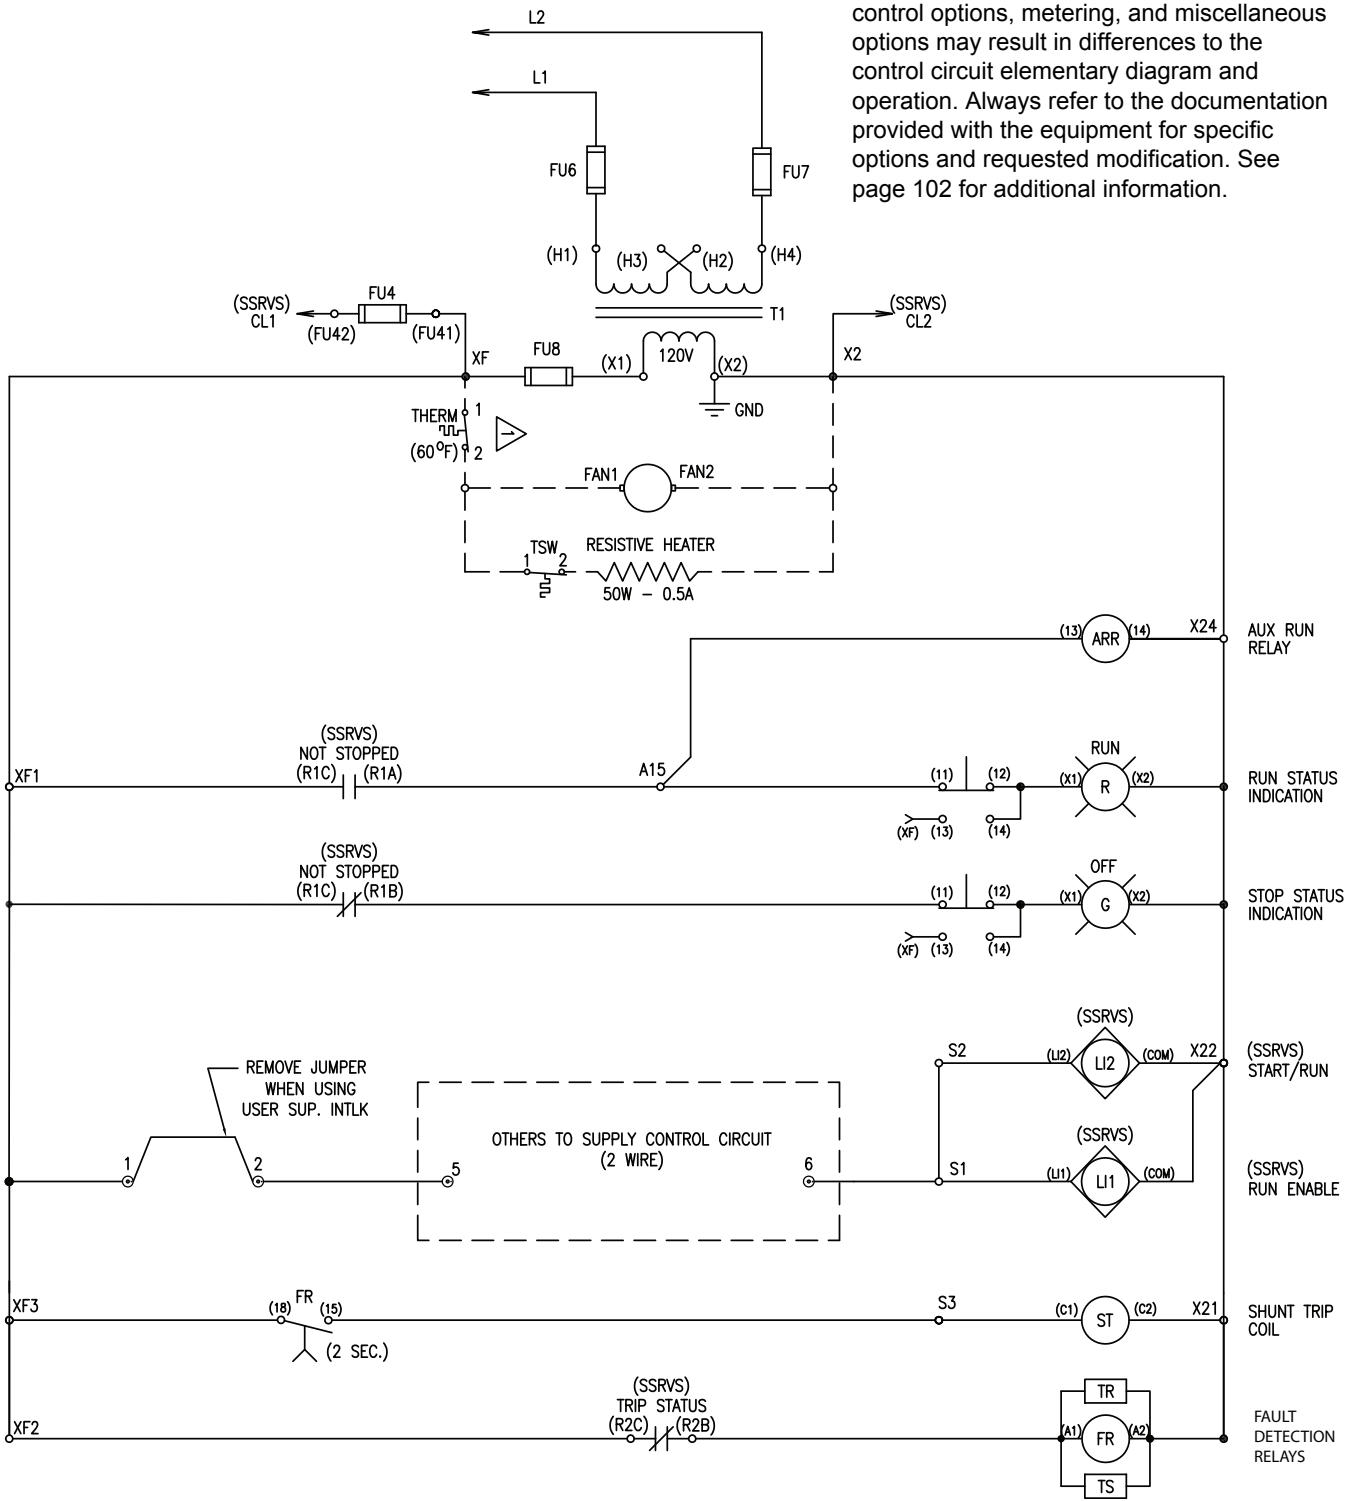 control options, metering, and miscellaneous
options may result in differences to the
control circuit elementary diagram and
operation. Always refer to the documentation
provided with the equipment for specific
options and requested modification. See
page 102 for additional information.
L2
L1
FU6
FU7
(H1)
(H3)
(H2)
(H4)
T1
(SSRVS)
CL1
FU4
(FU42)
(FU41)
(SSRVS)
CL2
XF
FU8
(X1)
120V
(X2)
X2
GND
THERM
1
(60°F)
2
1
FAN1
FAN2
TSW
1
2
RESISTIVE HEATER
50W - 0.5A
(13)
ARR
(14)
X24
AUX RUN
RELAY
(SSRVS)
NOT STOPPED
(R1C)
(R1A)
XF1
A15
(11)
(12)
(XF)
(13)
(14)
RUN
(X1)
R
(X2)
RUN STATUS
INDICATION
(SSRVS)
NOT STOPPED
(R1C)
(R1B)
(11)
(12)
(XF)
(13)
(14)
OFF
(X1)
G
(X2)
STOP STATUS
INDICATION
REMOVE JUMPER
WHEN USING
USER SUP. INTLK
1
2
5
OTHERS TO SUPPLY CONTROL CIRCUIT
(2 WIRE)
6
S2
(SSRVS)
(LI2)
LI2
(COM)
X22
(SSRVS)
START/RUN
S1
(SSRVS)
(LI1)
LI1
(COM)
(SSRVS)
RUN ENABLE
XF3
FR
(18)
(15)
(2 SEC.)
S3
(C1)
ST
(C2)
X21
SHUNT TRIP
COIL
XF2
(SSRVS)
TRIP STATUS
(R2C)
(R2B)
TR
(A1)
FR
(A2)
TS
FAULT
DETECTION
RELAYS